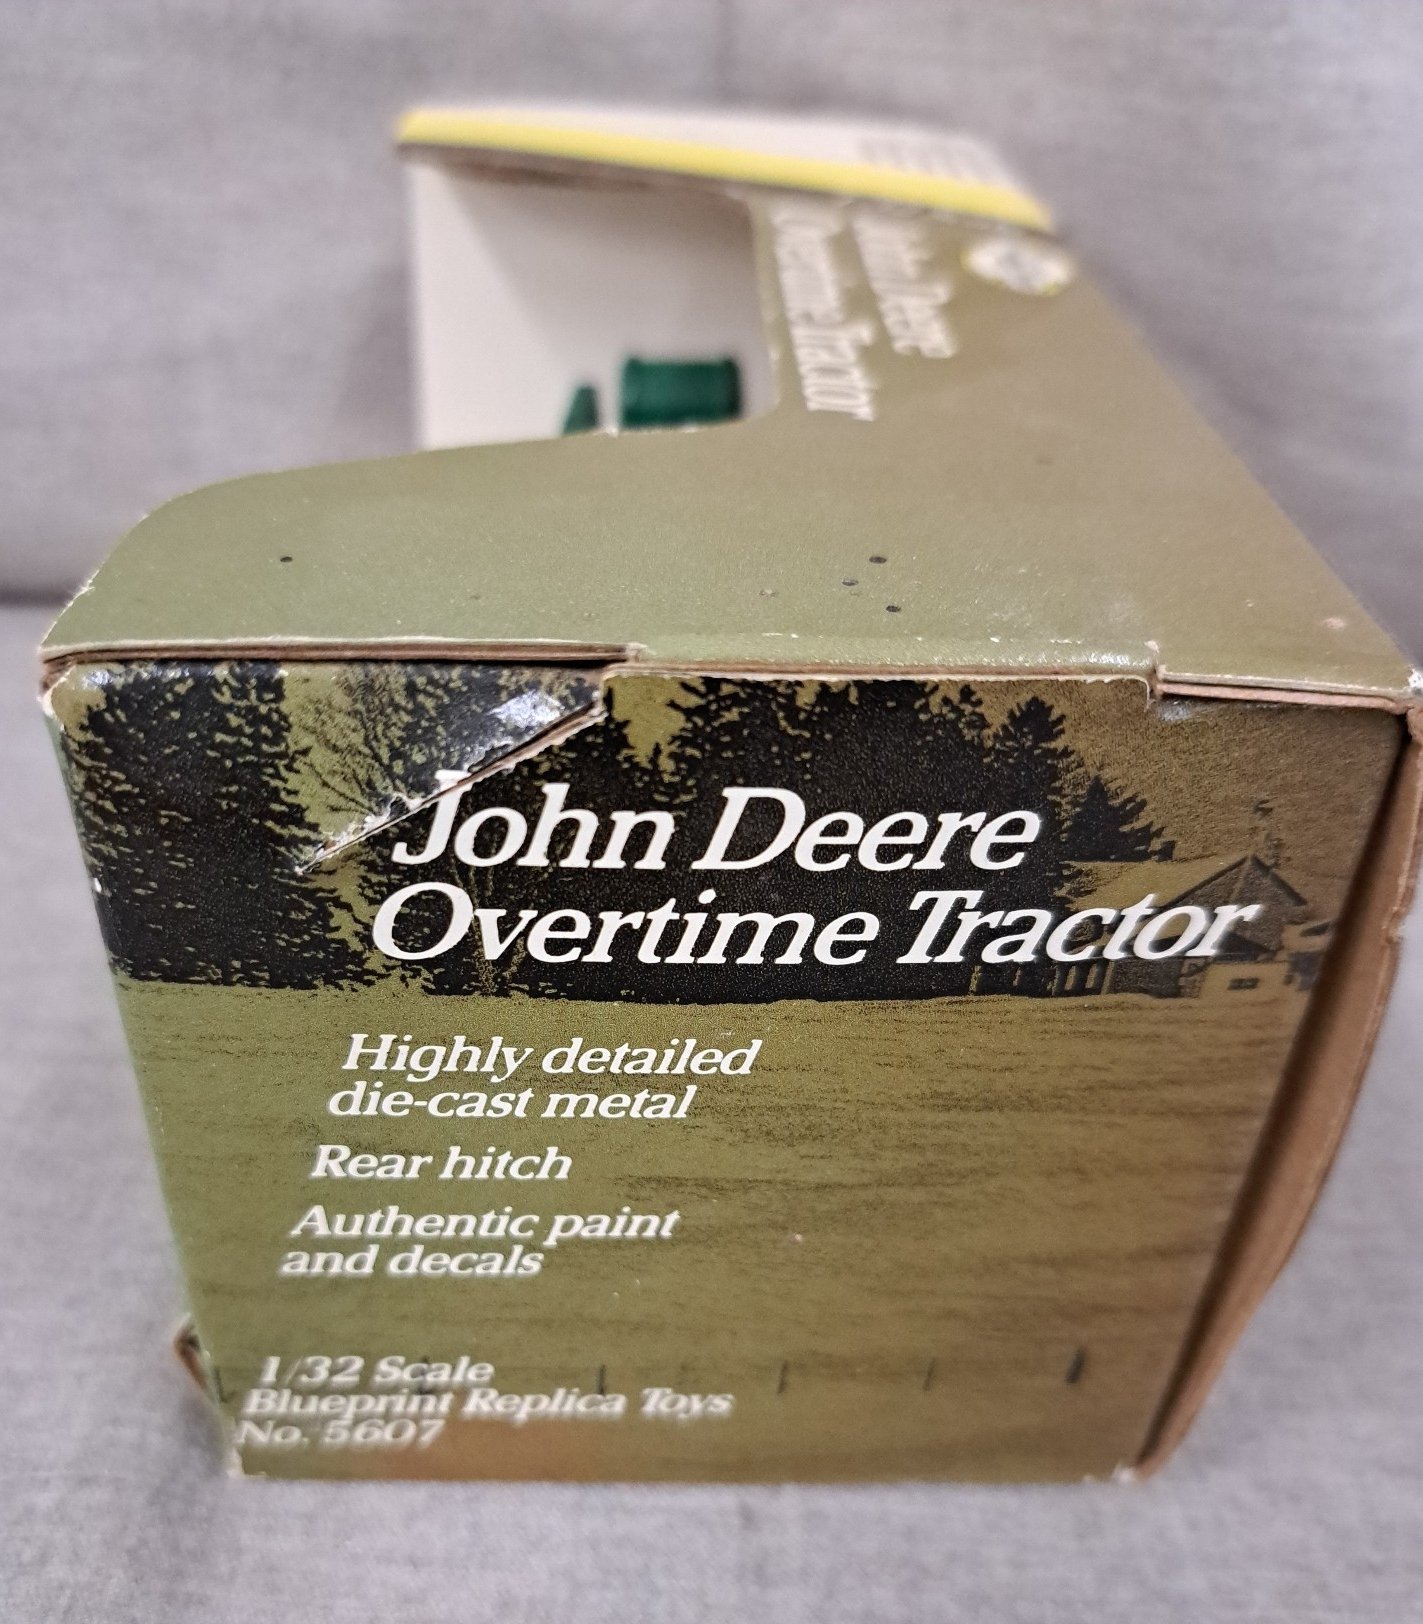 John Deere
Overtime Tractor
John Deere
Overtime Tractor
Highly detailed
die-cast metal
Rear hitch
Authentic paint
and decals
1/32 Scale
Blueprint Replica Toys
No. 5607